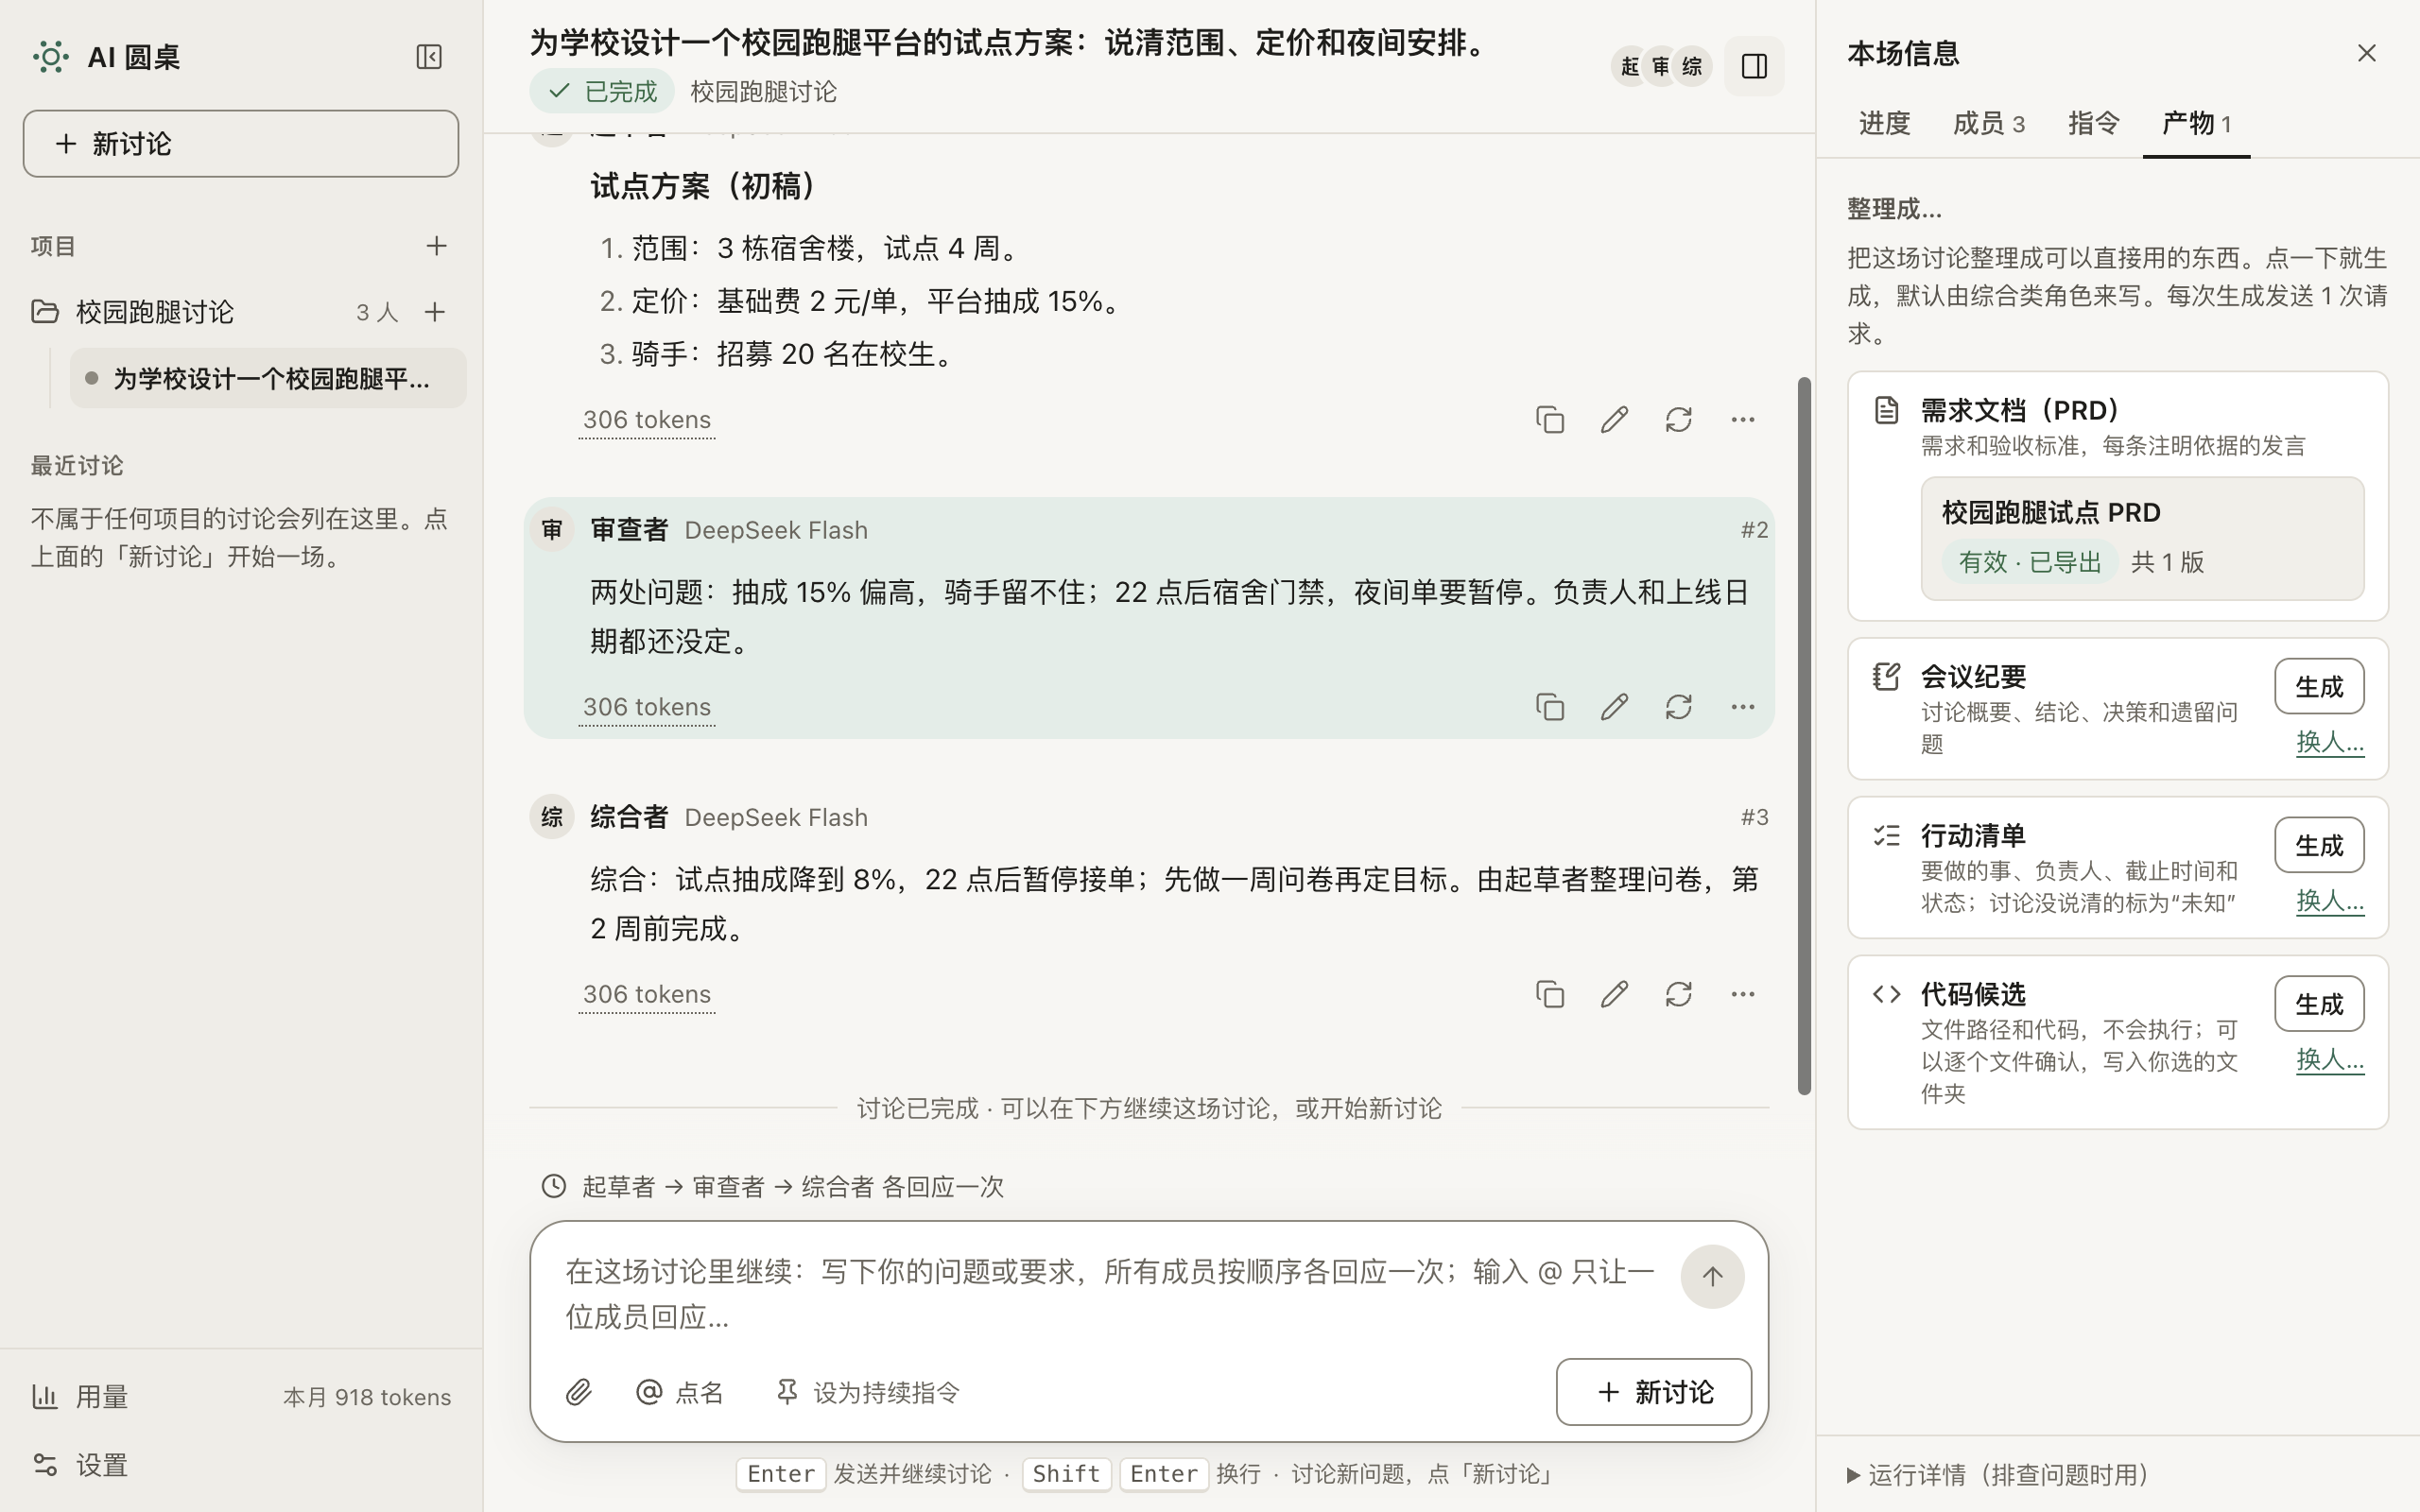 AI 圆桌
新讨论
项目
校园跑腿讨论
3 人
为学校设计一个校园跑腿平...
最近讨论
不属于任何项目的讨论会列在这里。点
上面的「新讨论」开始一场。
用量
本月 918 tokens
设置
为学校设计一个校园跑腿平台的试点方案：说清范围、定价和夜间安排。
已完成
校园跑腿讨论
起
审
综
试点方案（初稿）
1. 范围：3 栋宿舍楼，试点 4 周。
2. 定价：基础费 2 元/单，平台抽成 15%。
3. 骑手：招募 20 名在校生。
306 tokens
审
审查者 DeepSeek Flash
#2
两处问题：抽成 15% 偏高，骑手留不住；22 点后宿舍门禁，夜间单要暂停。负责人和上线日
期都还没定。
306 tokens
综
综合者 DeepSeek Flash
#3
综合：试点抽成降到 8%，22 点后暂停接单；先做一周问卷再定目标。由起草者整理问卷，第
2 周前完成。
306 tokens
讨论已完成 · 可以在下方继续这场讨论，或开始新讨论
起草者 → 审查者 → 综合者 各回应一次
在这场讨论里继续：写下你的问题或要求，所有成员按顺序各回应一次；输入 @ 只让一
位成员回应...
点名
设为持续指令
新讨论
Enter 发送并继续讨论 · Shift Enter 换行 · 讨论新问题，点「新讨论」
本场信息
进度
成员 3
指令
产物 1
整理成...
把这场讨论整理成可以直接用的东西。点一下就生
成，默认由综合类角色来写。每次生成发送 1 次请
求。
需求文档（PRD）
需求和验收标准，每条注明依据的发言
校园跑腿试点 PRD
有效 · 已导出
共 1 版
会议纪要
讨论概要、结论、决策和遗留问
题
生成
换人...
行动清单
要做的事、负责人、截止时间和
状态；讨论没说清的标为“未知”
生成
换人...
代码候选
文件路径和代码，不会执行；可
以逐个文件确认，写入你选的文
件夹
生成
换人...
运行详情（排查问题时用）